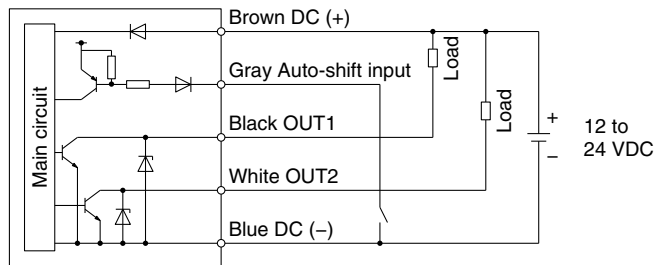 Brown DC (+)
Gray Auto-shift input
Black OUT1
White OUT2
Blue DC (−)
Main circuit
Load
Load
+
12 to
24 VDC
−